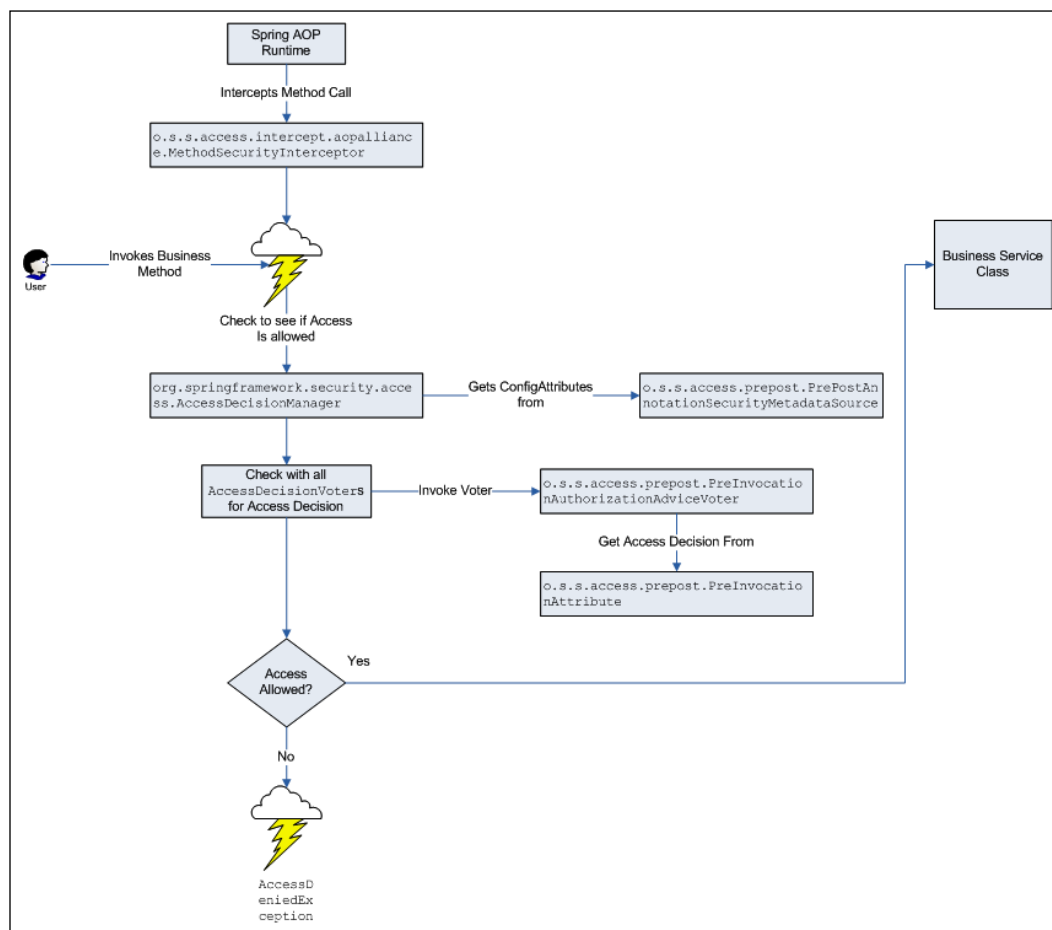 Spring AOP
Runtime
Intercepts Method Call
o.s.s.access.intercept.aopallianc
e.MethodSecurityInterceptor
Invokes Business
Method
User
Business Service
Class
Check to see if Access
Is allowed
org.springframework.security.acce
ss.AccessDecisionManager
Gets ConfigAttributes
from
o.s.s.access.prepost.PrePostAn
notationSecurityMetadataSource
Check with all
AccessDecisionVoters
for Access Decision
Invoke Voter
o.s.s.access.prepost.PreInvocatio
nAuthorizationAdviceVoter
Get Access Decision From
o.s.s.access.prepost.PreInvocatio
nAttribute
Access
Allowed?
Yes
No
AccessD
eniedEx
ception